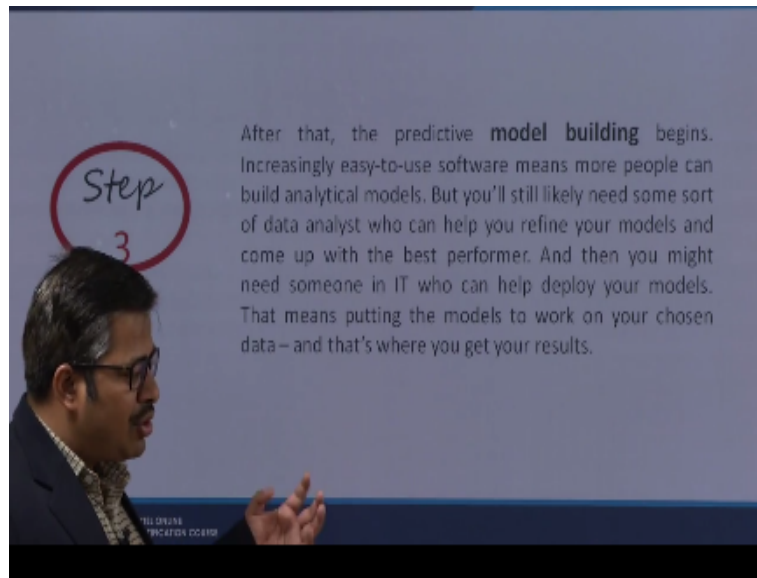 Step
3
After that, the predictive model building begins.
Increasingly easy-to-use software means more people can
build analytical models. But you'll still likely need some sort
of data analyst who can help you refine your models and
come up with the best performer. And then you might
need someone in IT who can help deploy your models.
That means putting the models to work on your chosen
data – and that's where you get your results.
ONLINE
COURSE